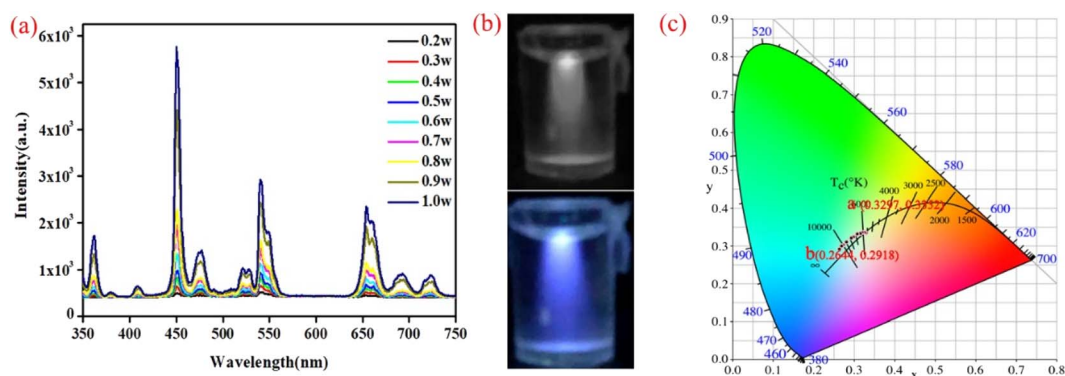 (a)
6x10³
5x10³
4x10³
3x10³
2x10³
1x10³
0
Intensity(a.u.)
350 400 450 500 550 600 650 700 750
Wavelength(nm)
0.2w
0.3w
0.4w
0.5w
0.6w
0.7w
0.8w
0.9w
1.0w
(b)
(c)
0.9
0.8
0.7
0.6
0.5
y
0.4
0.3
0.2
0.1
0.0
0.0 0.1 0.2 0.3 0.4 0.5 0.6 0.7 0.8
x
520
540
560
500
580
Tc(°K)
4000 3000 2500
(0.3297, 0.3332)
600
2000 1500
10000
620
490
b(0.2644, 0.2918)
∞
700
480
470
460
380